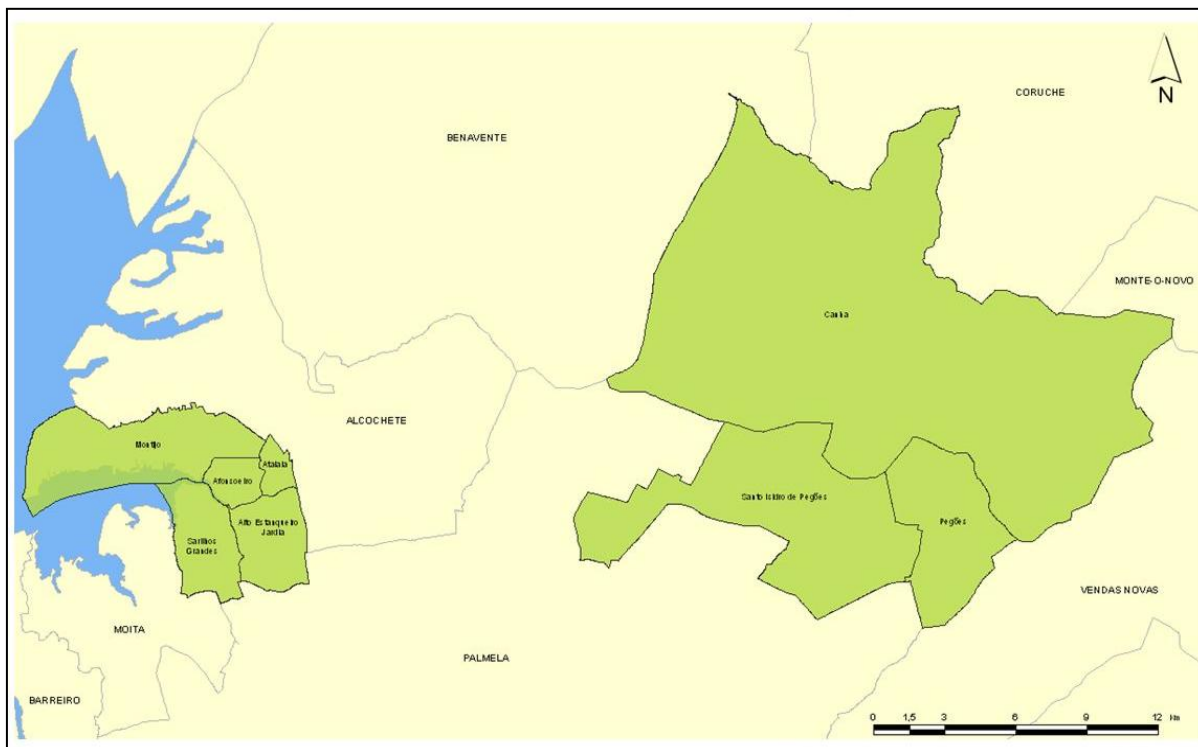 N
CORUCHE
BENAVENTE
MONTE-O-NOVO
Canha
ALCOCHETE
Montijo
Atalaia
Afonsoeiro
Santo Isidro de Pegões
Alto Estanqueiro
Jardia
Pegões
Sarilhos
Grandes
VENDAS NOVAS
MOITA
PALMELA
BARREIRO
0 1,5 3 6 9 12 Km